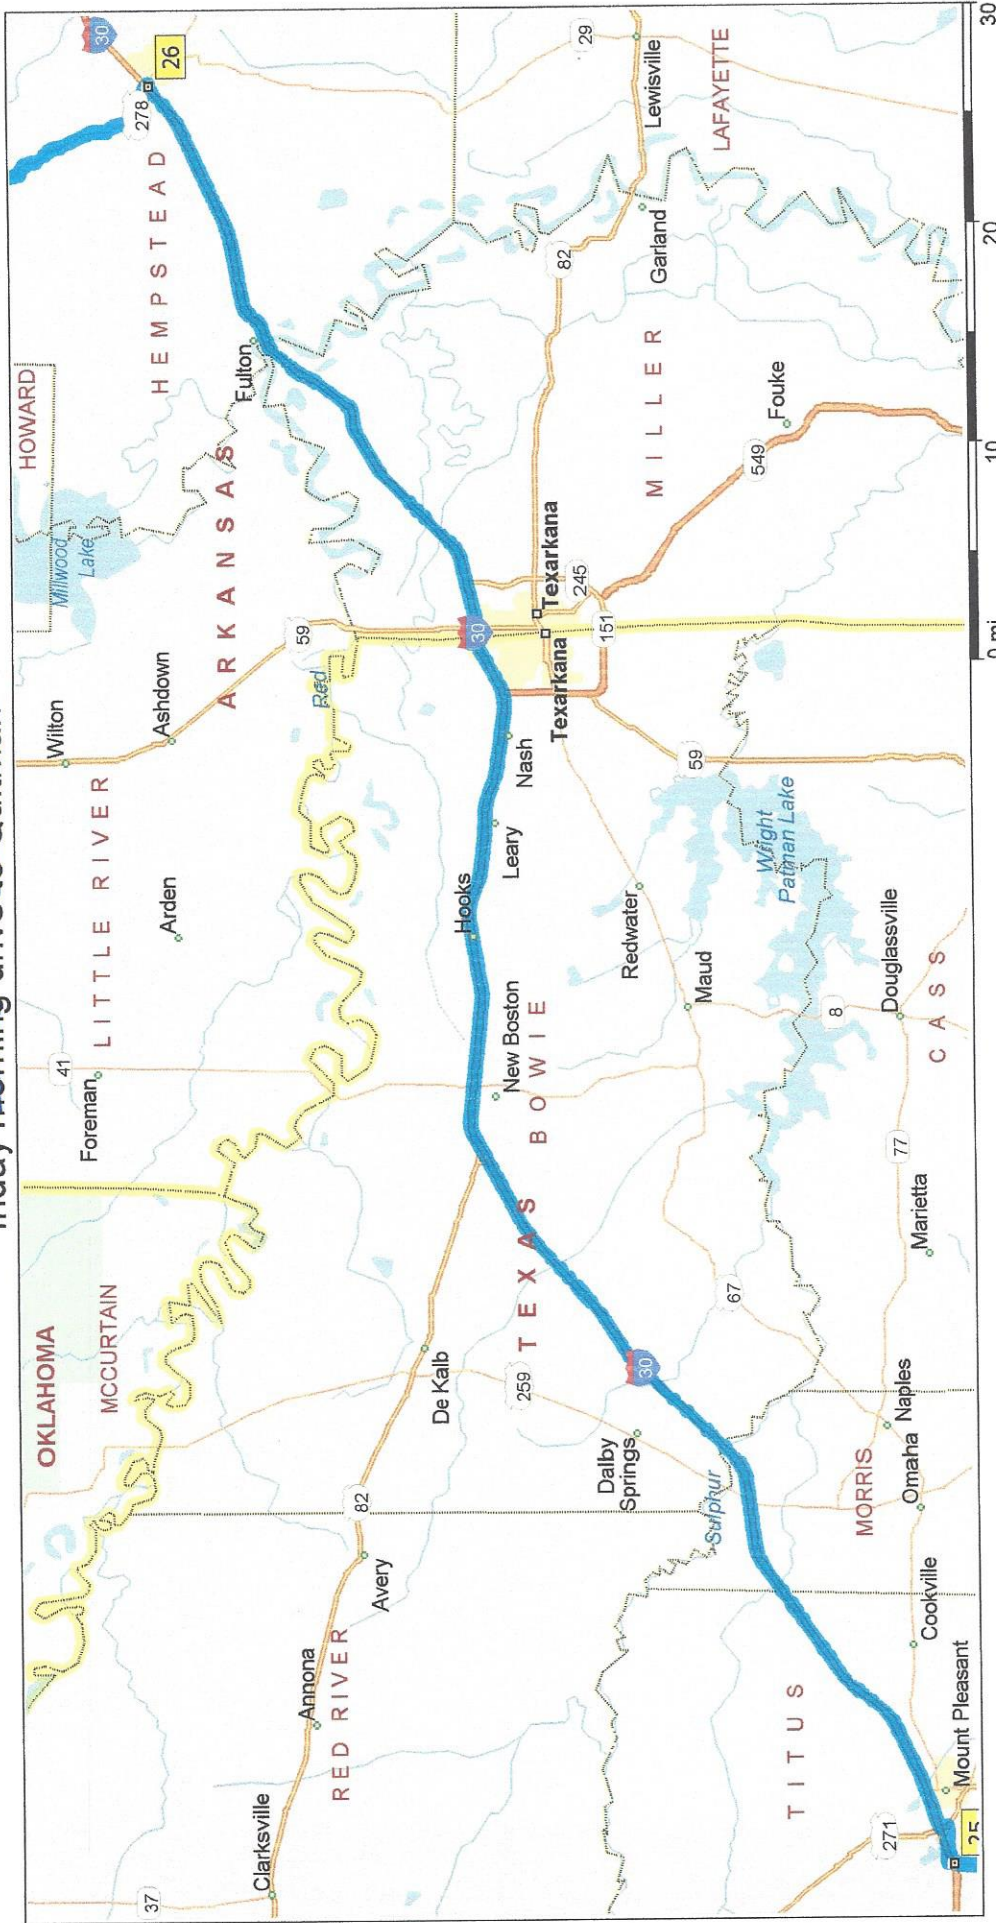 OKLAHOMA
MCCURTAIN
LITTLE RIVER
HOWARD
HEMPSTEAD
ARKANSAS
Wilton
Ashdown
Arden
Foreman
41
59
Millwood
Lake
Red
Fulton
278
30
26
29
Lewisville
LAFAYETTE
82
Garland
MILLER
Fouke
549
245
151
Texarkana
Texarkana
30
Nash
Leary
Hooks
New Boston
BOWIE
TEXAS
Redwater
Maud
59
Wright
Patman Lake
8
Douglassville
CASS
77
Marietta
67
30
De Kalb
259
Dalby
Springs
Sulphur
Naples
Omaha
MORRIS
Cookville
82
Avery
Annona
RED RIVER
Clarksville
37
TITUS
271
Mount Pleasant
25
0 mi
10
20
30